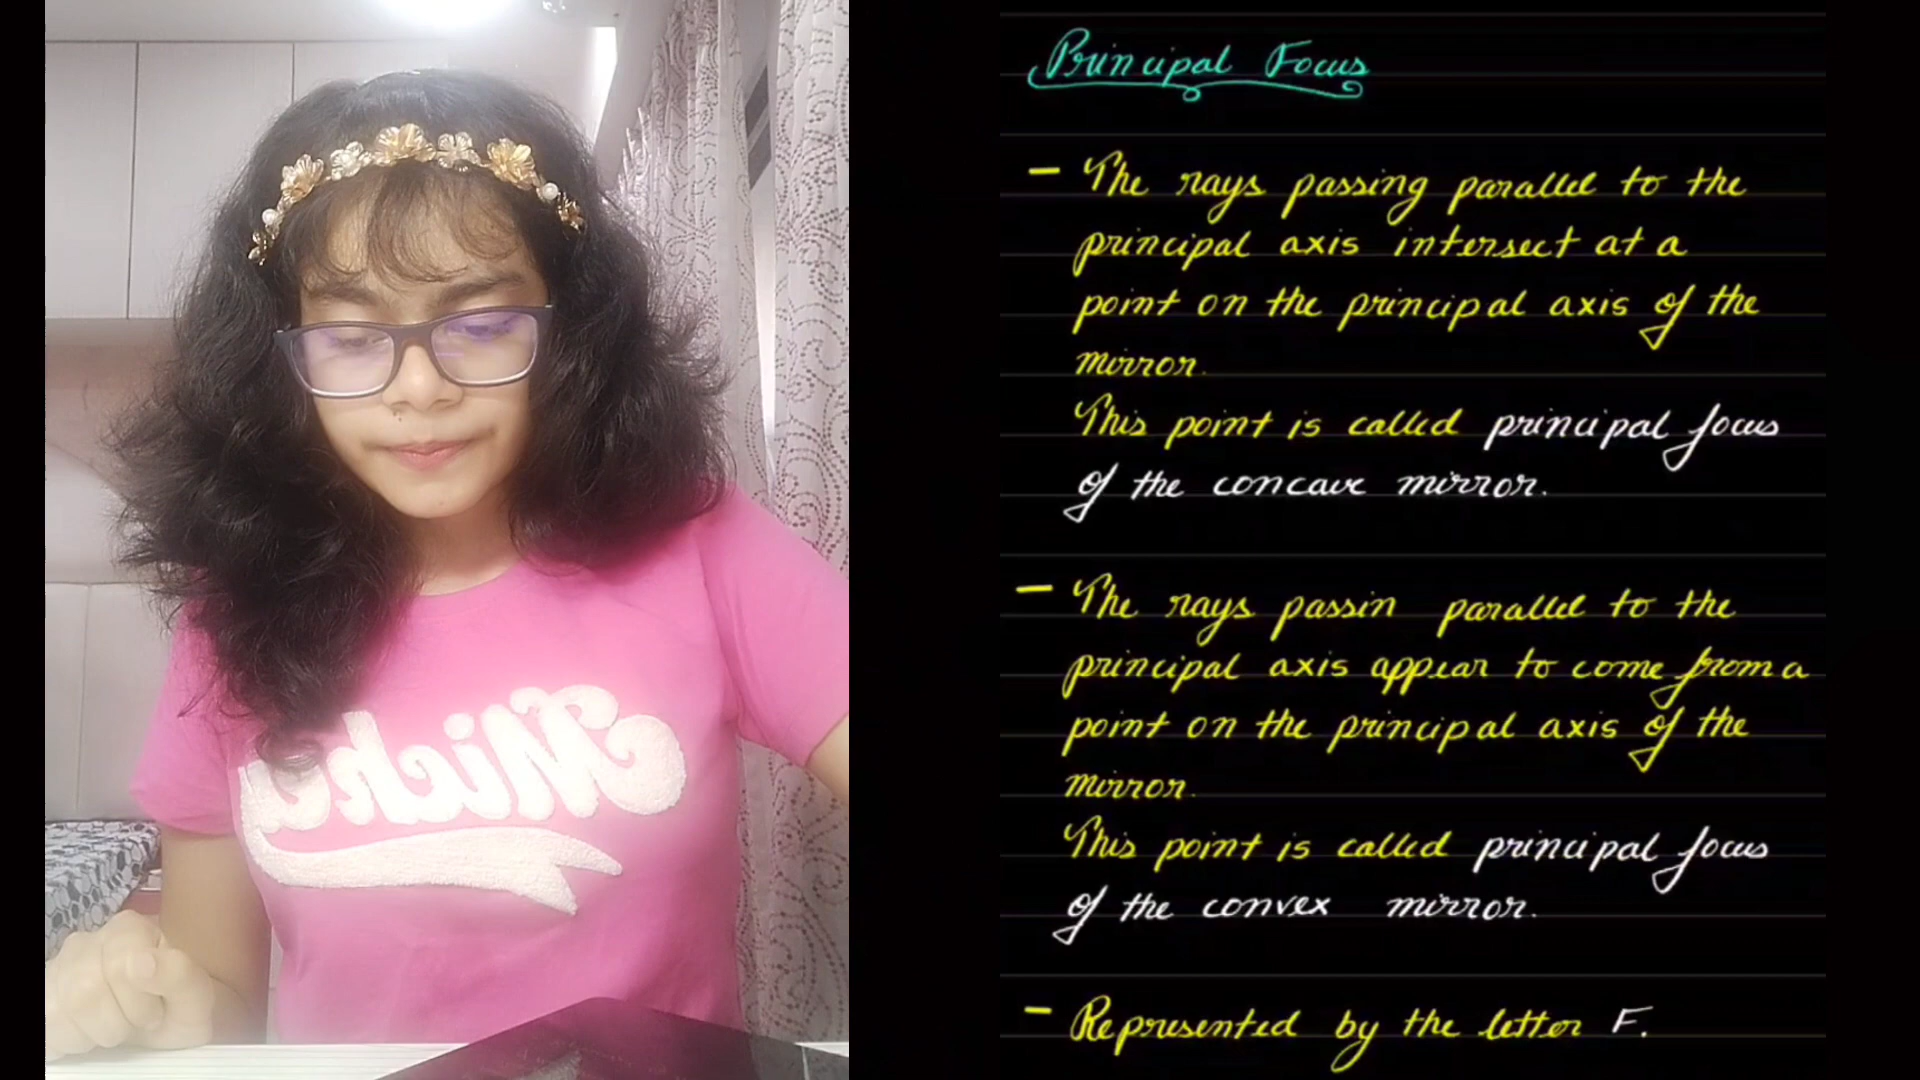 Principal Focus
- The rays passing parallel to the
principal axis intersect at a
point on the principal axis of the
mirror.
This point is called principal focus
of the concave mirror.
- The rays passin parallel to the
principal axis appear to come from a
point on the principal axis of the
mirror.
This point is called principal focus
of the convex mirror.
- Represented by the letter F.